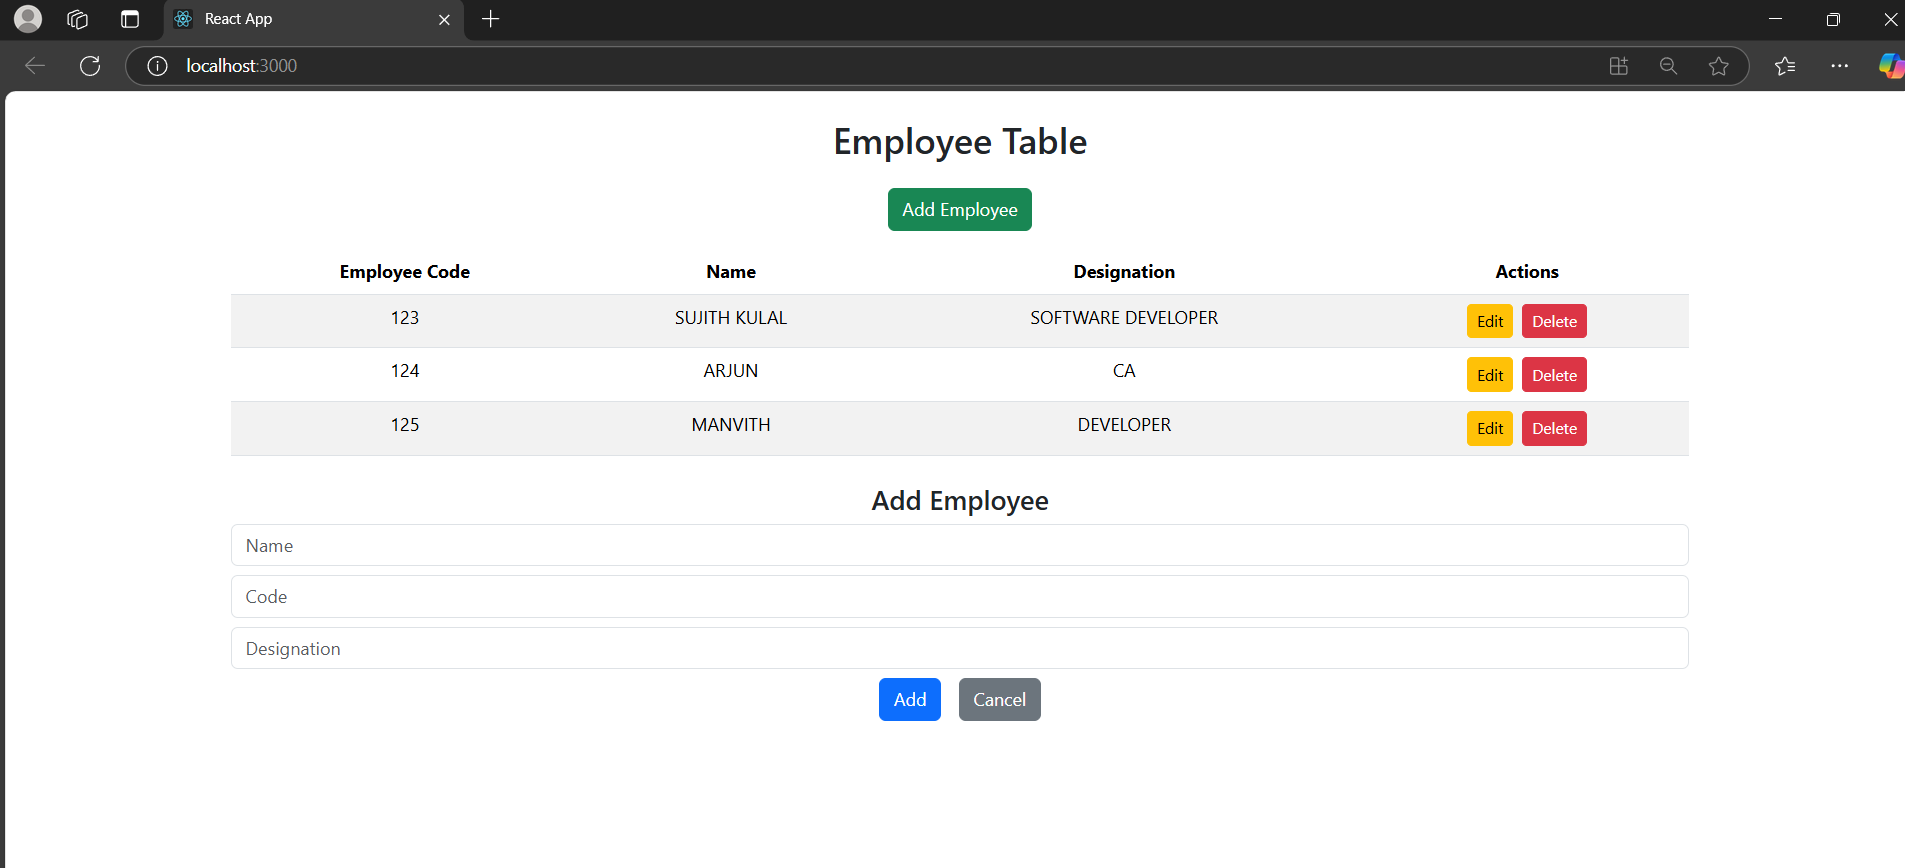 React App
localhost:3000
Employee Table
Add Employee
Employee Code Name Designation Actions
123 SUJITH KULAL SOFTWARE DEVELOPER Edit Delete
124 ARJUN CA Edit Delete
125 MANVITH DEVELOPER Edit Delete
Add Employee
Name
Code
Designation
Add Cancel